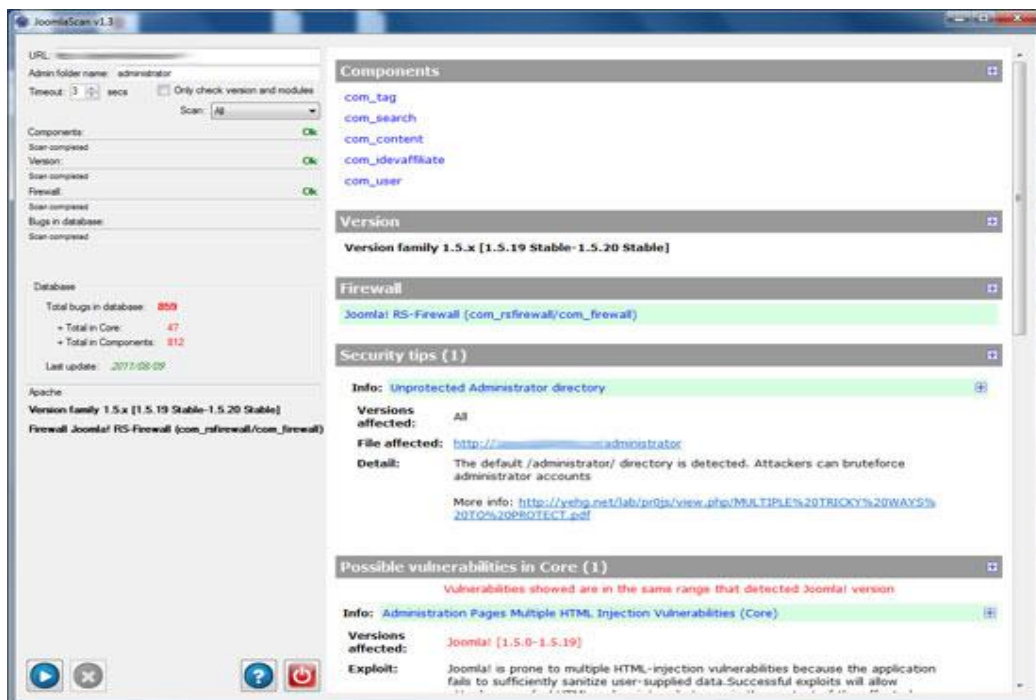 JoomlaScan v1.3
URL:
Admin folder name: administrator
Timeout: 3 secs
Only check version and modules
Scan: All
Components: Ok
Scan completed
Version: Ok
Scan completed
Firewall: Ok
Scan completed
Bugs in database:
Scan completed
Database
Total bugs in database: 859
+ Total in Core: 47
+ Total in Components: 812
Last update: 2011/08/09
Apache
Version family 1.5.x [1.5.19 Stable-1.5.20 Stable]
Firewall Joomla! RS-Firewall (com_rsfirewall/com_firewall)
Components
com_tag
com_search
com_content
com_idevaffiliate
com_user
Version
Version family 1.5.x [1.5.19 Stable-1.5.20 Stable]
Firewall
Joomla! RS-Firewall (com_rsfirewall/com_firewall)
Security tips (1)
Info: Unprotected Administrator directory
Versions affected: All
File affected: http:// administrator
Detail: The default /administrator/ directory is detected. Attackers can bruteforce
administrator accounts
More info: http://yehg.net/lab/pr0js/view.php/MULTIPLE%20TRICKY%20WAYS%
20TO%20PROTECT.pdf
Possible vulnerabilities in Core (1)
Vulnerabilities showed are in the same range that detected Joomla! version
Info: Administration Pages Multiple HTML Injection Vulnerabilities (Core)
Versions affected: Joomla! [1.5.0-1.5.19]
Exploit: Joomla! is prone to multiple HTML-injection vulnerabilities because the application
fails to sufficiently sanitize user-supplied data.Successful exploits will allow